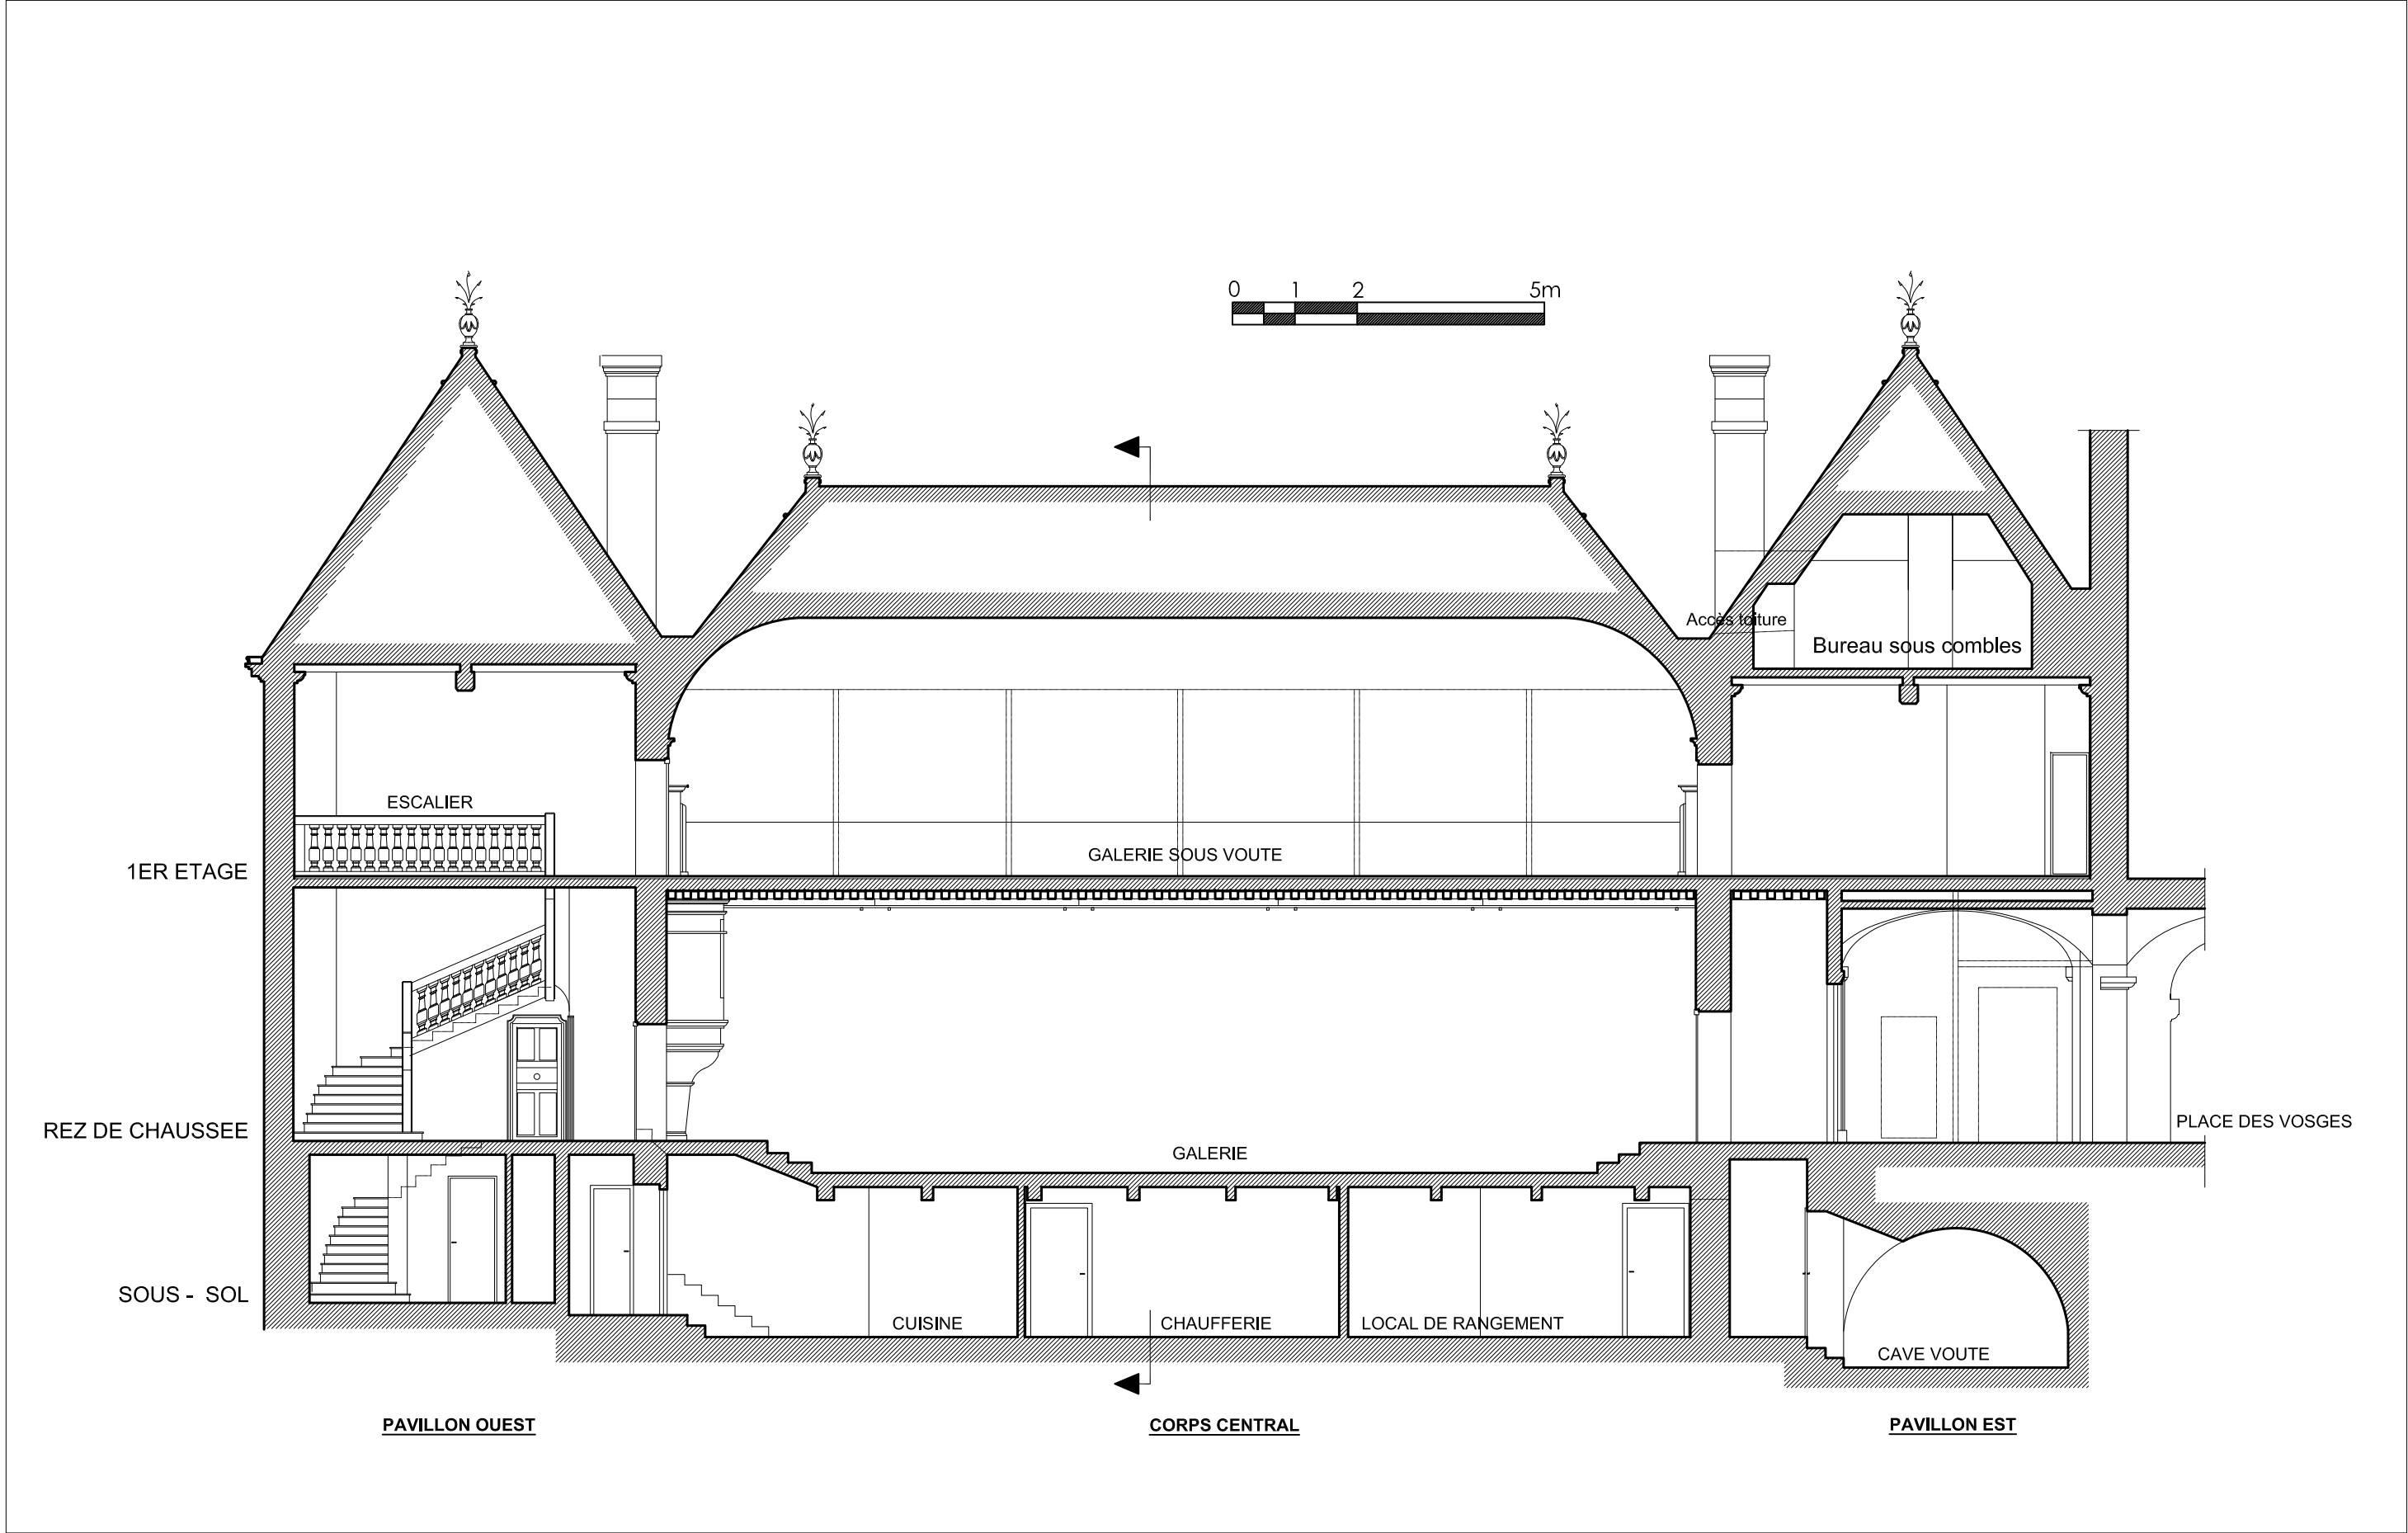 0 1 2 5m
Accès toiture
Bureau sous combles
ESCALIER
GALERIE SOUS VOUTE
1ER ETAGE
REZ DE CHAUSSEE
PLACE DES VOSGES
GALERIE
SOUS - SOL
CUISINE
CHAUFFERIE
LOCAL DE RANGEMENT
CAVE VOUTE
PAVILLON OUEST
CORPS CENTRAL
PAVILLON EST